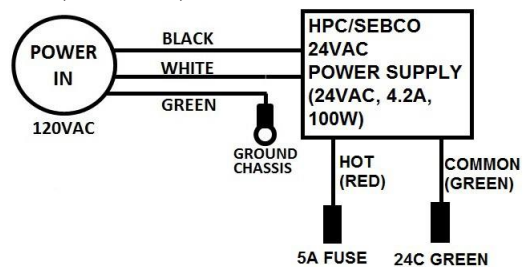 POWER
IN
120VAC
BLACK
WHITE
GREEN
GROUND
CHASSIS
HPC/SEBCO
24VAC
POWER SUPPLY
(24VAC, 4.2A,
100W)
HOT
(RED)
COMMON
(GREEN)
5A FUSE
24C GREEN